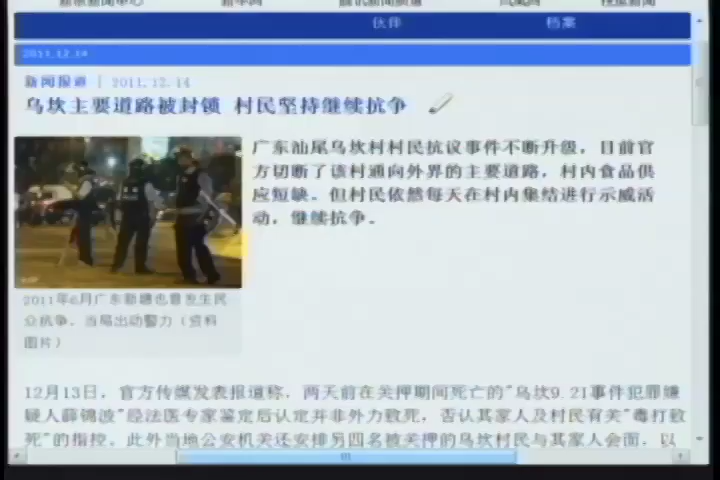 伙伴 档案
2011.12.14
新闻报道 | 2011.12.14
乌坎主要道路被封锁 村民坚持继续抗争
广东汕尾乌坎村村民抗议事件不断升级，目前官
方切断了该村通向外界的主要道路，村内食品供
应短缺。但村民依然每天在村内集结进行示威活
动，继续抗争。
2011年6月广东新塘也曾发生民
众抗争，当局出动警力（资料
图片）
12月13日，官方传媒发表报道称，两天前在关押期间死亡的"乌坎9.21事件犯罪嫌
疑人薛锦波"经法医专家鉴定后认定并非外力致死，否认其家人及村民有关"毒打致
死"的指控。此外当地公安机关还安排另四名被关押的乌坎村民与其家人会面，以